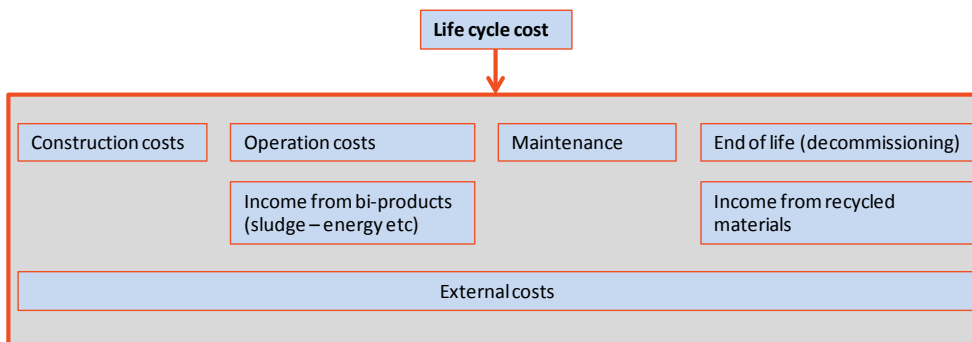 Life cycle cost
Construction costs
Operation costs
Maintenance
End of life (decommissioning)
Income from bi-products
(sludge – energy etc)
Income from recycled
materials
External costs